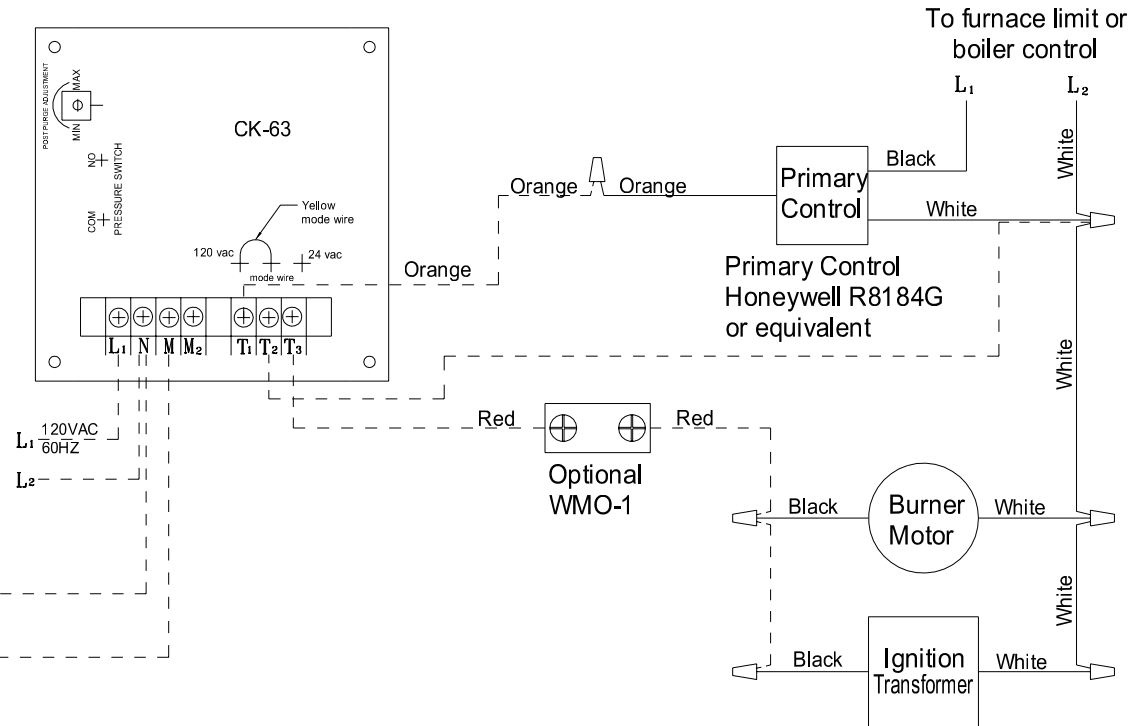 To furnace limit or
boiler control
L₁
L₂
POST PURGE ADJUSTMENT
MAX
MIN
CK-63
NO
COM
PRESSURE SWITCH
Yellow
mode wire
120 vac
24 vac
mode wire
Orange
Orange
Orange
Primary
Control
Black
White
White
Primary Control
Honeywell R8184G
or equivalent
L₁
N
M
M₂
T₁
T₂
T₃
L₁
120VAC
60HZ
L₂
Red
Red
Optional
WMO-1
White
Black
Burner
Motor
White
White
Black
Ignition
Transformer
White